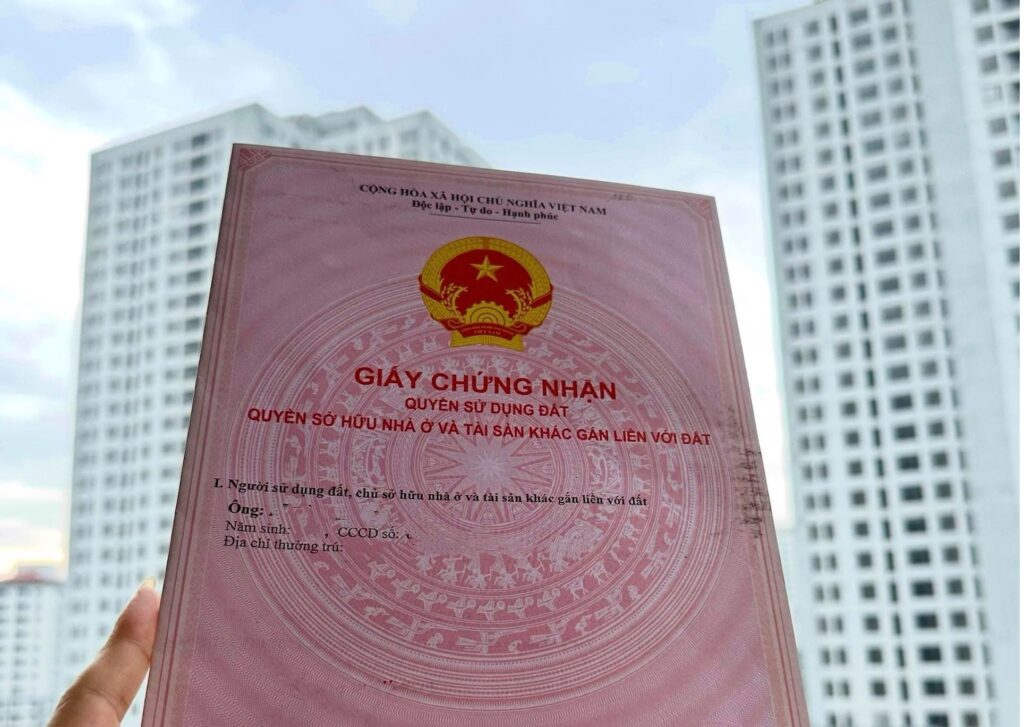 CỘNG HÒA XÃ HỘI CHỦ NGHĨA VIỆT NAM
Độc lập - Tự do - Hạnh phúc
GIẤY CHỨNG NHẬN
QUYỀN SỬ DỤNG ĐẤT
QUYỀN SỞ HỮU NHÀ Ở VÀ TÀI SẢN KHÁC GẮN LIỀN VỚI ĐẤT
I. Người sử dụng đất, chủ sở hữu nhà ở và tài sản khác gắn liền với đất
Ông:
Năm sinh: , CCCD số:
Địa chỉ thường trú: